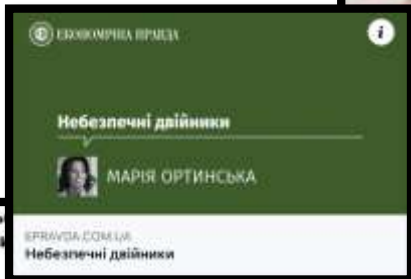 ЕКОНОМІЧНА ПРАВДА
i
Небезпечні двійники
МАРІЯ ОРТИНСЬКА
EPRAVDA.COM.UA
Небезпечні двійники